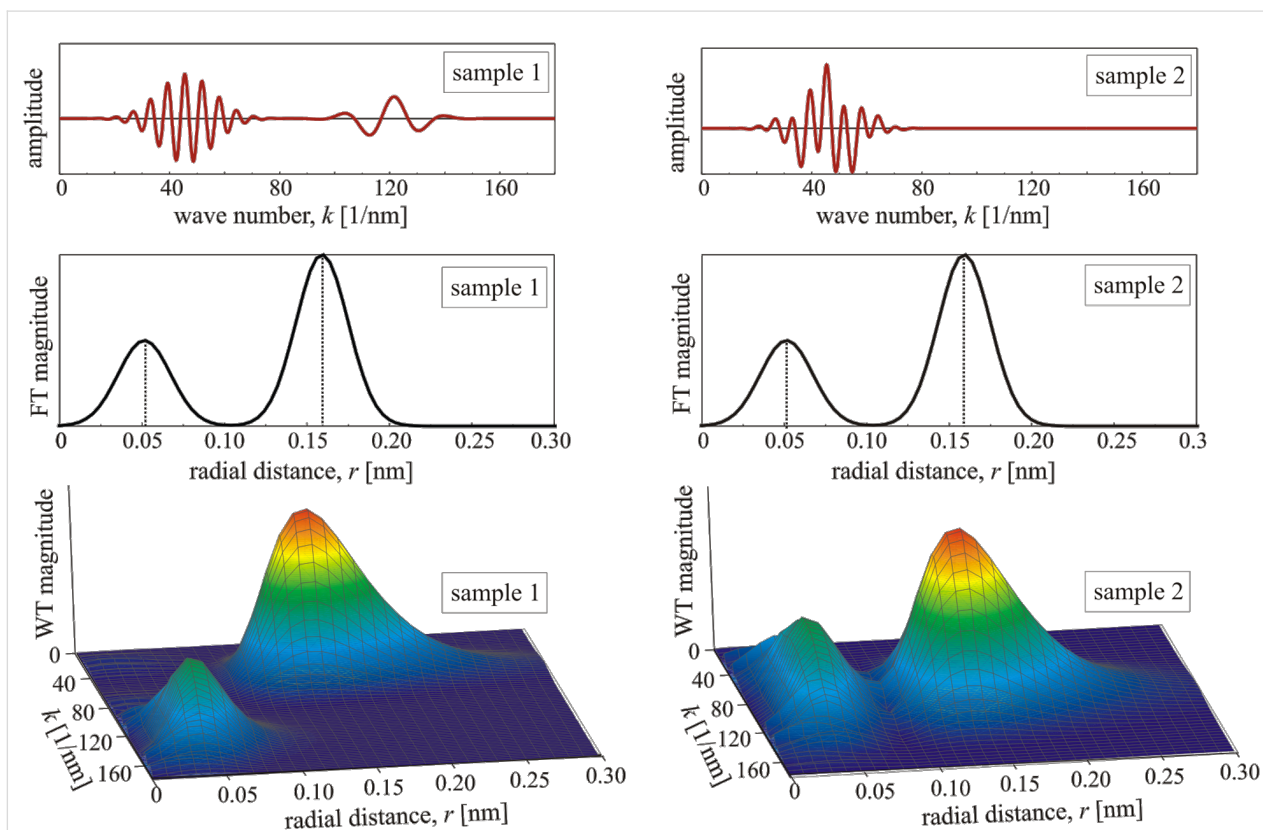 amplitude
sample 1
0 40 80 120 160
wave number, k [1/nm]
amplitude
sample 2
0 40 80 120 160
wave number, k [1/nm]
FT magnitude
sample 1
0 0.05 0.10 0.15 0.20 0.25 0.30
radial distance, r [nm]
FT magnitude
sample 2
0 0.05 0.10 0.15 0.20 0.25 0.3
radial distance, r [nm]
WT magnitude
sample 1
0
40
80
120
160
k [1/nm]
0 0.05 0.10 0.15 0.20 0.25 0.30
radial distance, r [nm]
WT magnitude
sample 2
0
40
80
120
160
k [1/nm]
0 0.05 0.10 0.15 0.20 0.25 0.30
radial distance, r [nm]